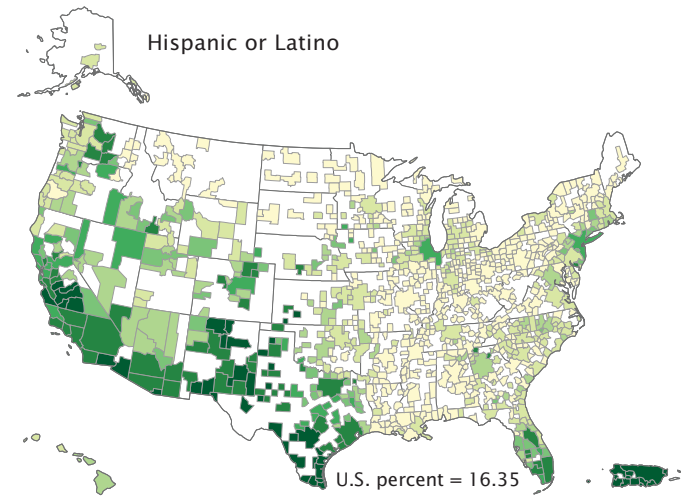 Hispanic or Latino
U.S. percent = 16.35